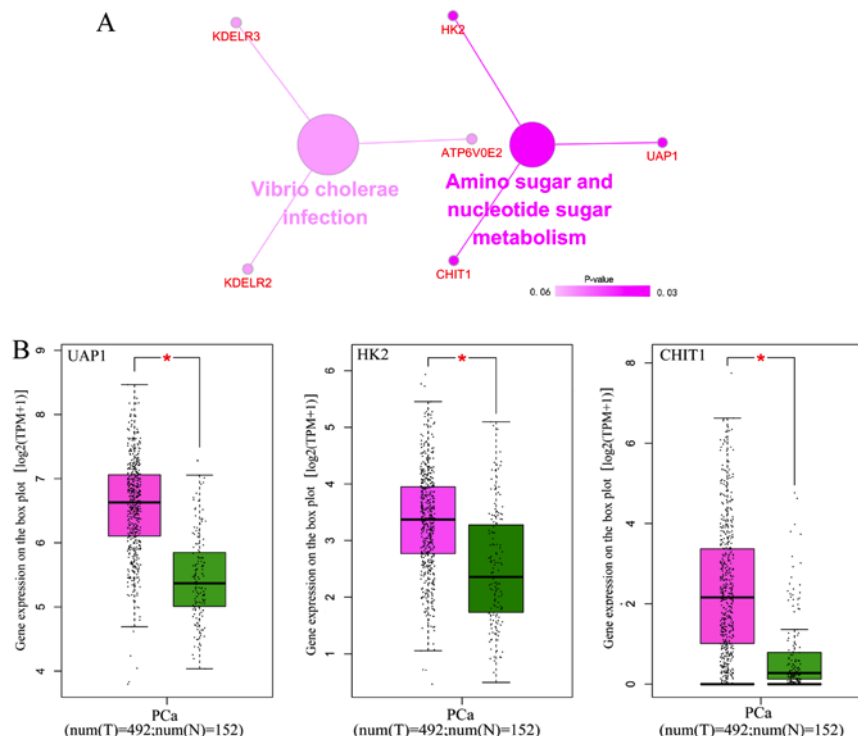 A
KDELR3
HK2
ATP6V0E2
UAP1
Vibrio cholerae
infection
Amino sugar and
nucleotide sugar
metabolism
KDELR2
CHIT1
P-value
0. 06
0. 03
B
UAP1
Gene expression on the box plot [log2(TPM+1)]
9
8
7
6
5
4
*
PCa
(num(T)=492;num(N)=152)
HK2
Gene expression on the box plot [log2(TPM+1)]
6
5
4
3
2
1
*
PCa
(num(T)=492;num(N)=152)
CHIT1
Gene expression on the box plot [log2(TPM+1)]
8
6
4
2
0
*
PCa
(num(T)=492;num(N)=152)